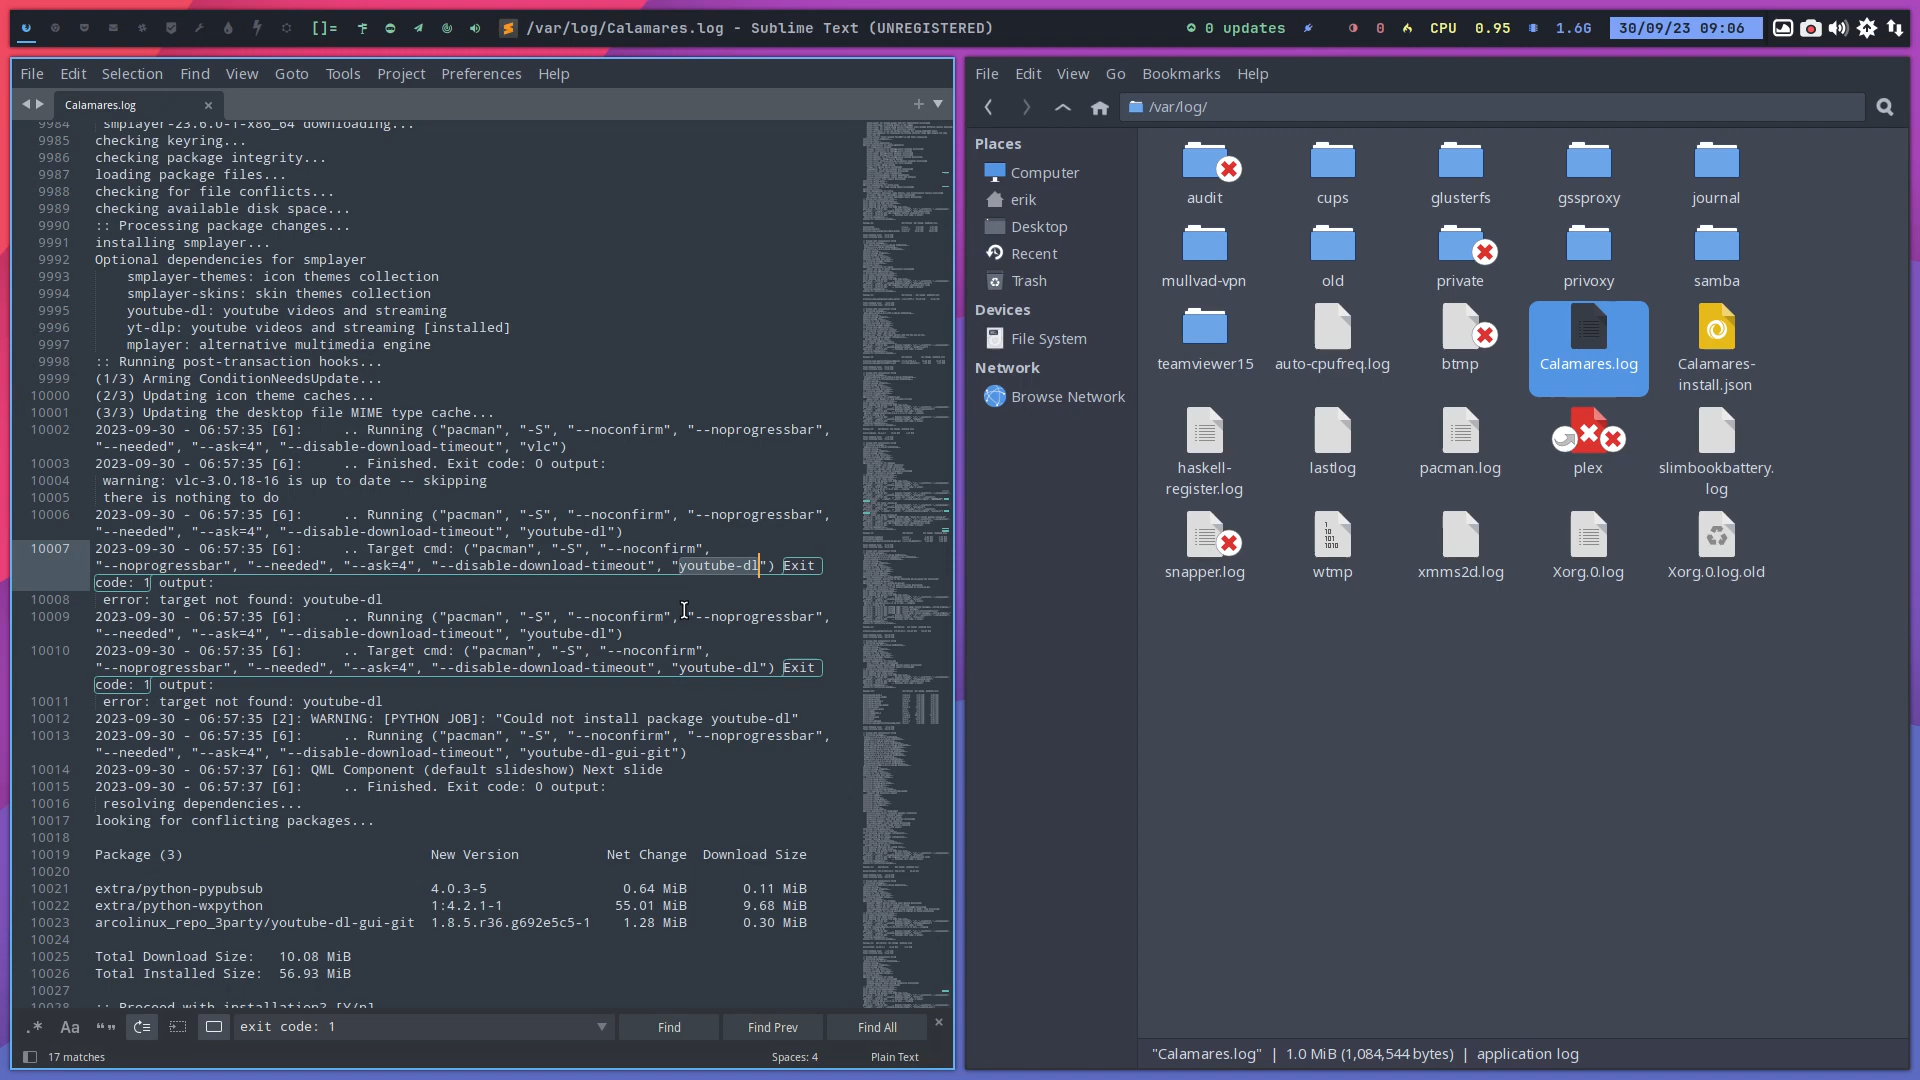 []=
/var/log/Calamares.log - Sublime Text (UNREGISTERED)
0 updates
0
CPU 0.95
1.6G
30/09/23 09:06
File Edit Selection Find View Goto Tools Project Preferences Help
Calamares.log ×
+
9984 smplayer-23.6.0-1-x86_64 downloading...
9985 checking keyring...
9986 checking package integrity...
9987 loading package files...
9988 checking for file conflicts...
9989 checking available disk space...
9990 :: Processing package changes...
9991 installing smplayer...
9992 Optional dependencies for smplayer
9993 smplayer-themes: icon themes collection
9994 smplayer-skins: skin themes collection
9995 youtube-dl: youtube videos and streaming
9996 yt-dlp: youtube videos and streaming [installed]
9997 mplayer: alternative multimedia engine
9998 :: Running post-transaction hooks...
9999 (1/3) Arming ConditionNeedsUpdate...
10000 (2/3) Updating icon theme caches...
10001 (3/3) Updating the desktop file MIME type cache...
10002 2023-09-30 - 06:57:35 [6]: .. Running ("pacman", "-S", "--noconfirm", "--noprogressbar",
"--needed", "--ask=4", "--disable-download-timeout", "vlc")
10003 2023-09-30 - 06:57:35 [6]: .. Finished. Exit code: 0 output:
10004 warning: vlc-3.0.18-16 is up to date -- skipping
10005 there is nothing to do
10006 2023-09-30 - 06:57:35 [6]: .. Running ("pacman", "-S", "--noconfirm", "--noprogressbar",
"--needed", "--ask=4", "--disable-download-timeout", "youtube-dl")
10007 2023-09-30 - 06:57:35 [6]: .. Target cmd: ("pacman", "-S", "--noconfirm",
"--noprogressbar", "--needed", "--ask=4", "--disable-download-timeout", "youtube-dl") Exit
code: 1 output:
10008 error: target not found: youtube-dl
10009 2023-09-30 - 06:57:35 [6]: .. Running ("pacman", "-S", "--noconfirm", "--noprogressbar",
"--needed", "--ask=4", "--disable-download-timeout", "youtube-dl")
10010 2023-09-30 - 06:57:35 [6]: .. Target cmd: ("pacman", "-S", "--noconfirm",
"--noprogressbar", "--needed", "--ask=4", "--disable-download-timeout", "youtube-dl") Exit
code: 1 output:
10011 error: target not found: youtube-dl
10012 2023-09-30 - 06:57:35 [2]: WARNING: [PYTHON JOB]: "Could not install package youtube-dl"
10013 2023-09-30 - 06:57:35 [6]: .. Running ("pacman", "-S", "--noconfirm", "--noprogressbar",
"--needed", "--ask=4", "--disable-download-timeout", "youtube-dl-gui-git")
10014 2023-09-30 - 06:57:37 [6]: QML Component (default slideshow) Next slide
10015 2023-09-30 - 06:57:37 [6]: .. Finished. Exit code: 0 output:
10016 resolving dependencies...
10017 looking for conflicting packages...
10018
10019 Package (3) New Version Net Change Download Size
10020
10021 extra/python-pypubsub 4.0.3-5 0.64 MiB 0.11 MiB
10022 extra/python-wxpython 1:4.2.1-1 55.01 MiB 9.68 MiB
10023 arcolinux_repo_3party/youtube-dl-gui-git 1.8.5.r36.g692e5c5-1 1.28 MiB 0.30 MiB
10024
10025 Total Download Size: 10.08 MiB
10026 Total Installed Size: 56.93 MiB
10027
10028 :: Proceed with installation? [Y/n]
.* Aa “” exit code: 1 Find Find Prev Find All ×
17 matches Spaces: 4 Plain Text
File Edit View Go Bookmarks Help
/var/log/
Places
Computer
erik
Desktop
Recent
Trash
Devices
File System
Network
Browse Network
audit cups glusterfs gssproxy journal
mullvad-vpn old private privoxy samba
teamviewer15 auto-cpufreq.log btmp Calamares.log Calamares-
install.json
haskell-
register.log
lastlog pacman.log plex slimbookbattery.
log
1
10
101
1010
snapper.log wtmp xmms2d.log Xorg.0.log Xorg.0.log.old
"Calamares.log" | 1.0 MiB (1,084,544 bytes) | application log